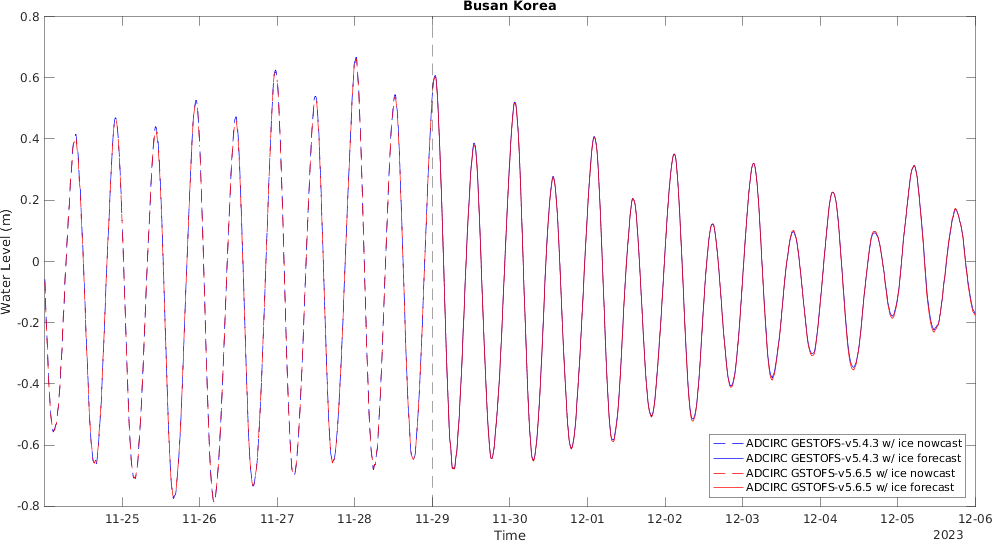 Busan Korea
0.8
0.6
0.4
0.2
0
-0.2
-0.4
-0.6
-0.8
Water Level (m)
ADCIRC GESTOFS-v5.4.3 w/ ice nowcast
ADCIRC GESTOFS-v5.4.3 w/ ice forecast
ADCIRC GSTOFS-v5.6.5 w/ ice nowcast
ADCIRC GSTOFS-v5.6.5 w/ ice forecast
11-25 11-26 11-27 11-28 11-29 11-30 12-01 12-02 12-03 12-04 12-05 12-06
Time
2023